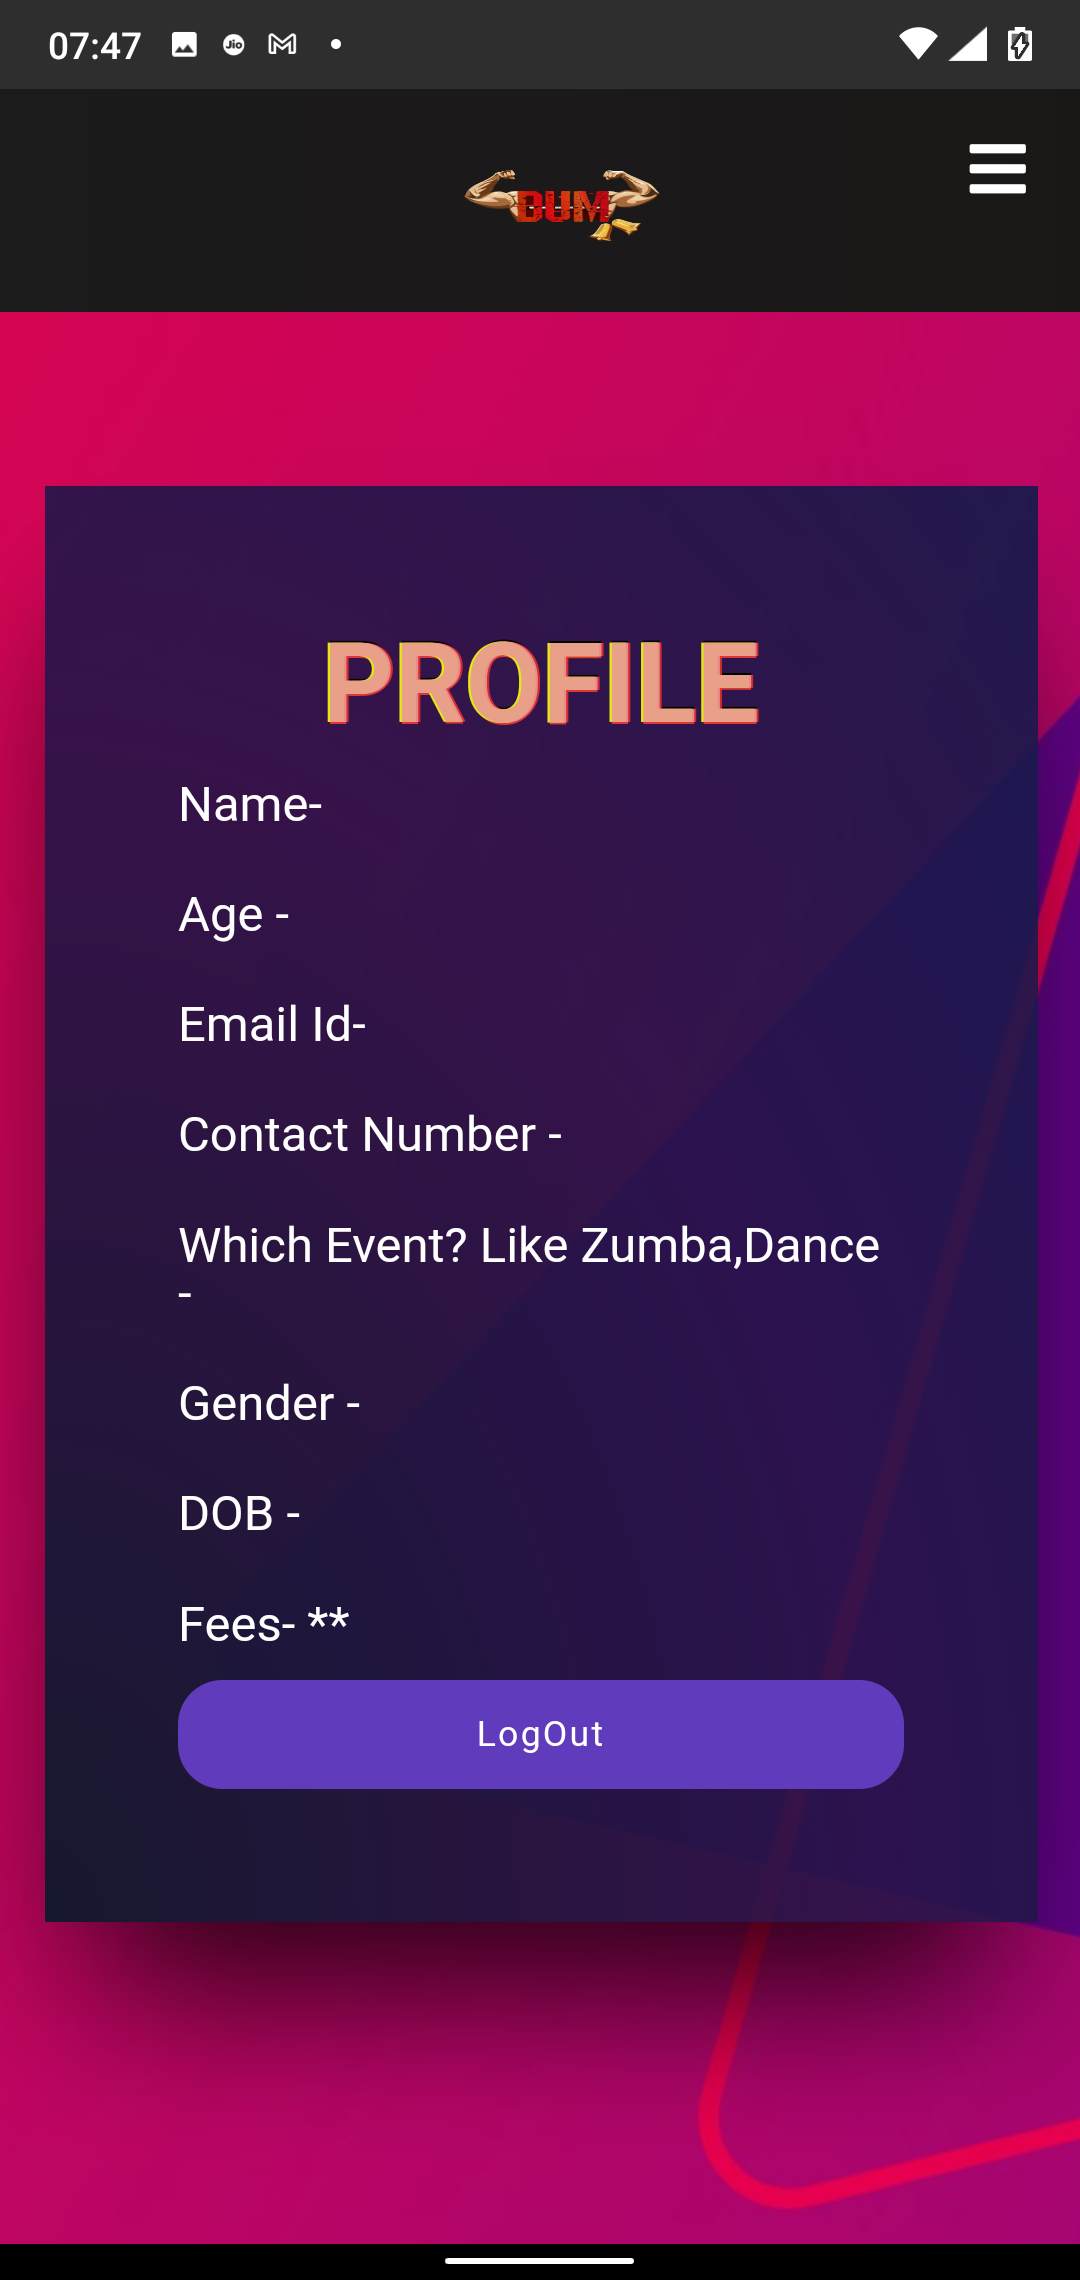 07:47
Jio
BUM
PROFILE
Name-
Age -
Email Id-
Contact Number -
Which Event? Like Zumba,Dance
-
Gender -
DOB -
Fees- **
LogOut